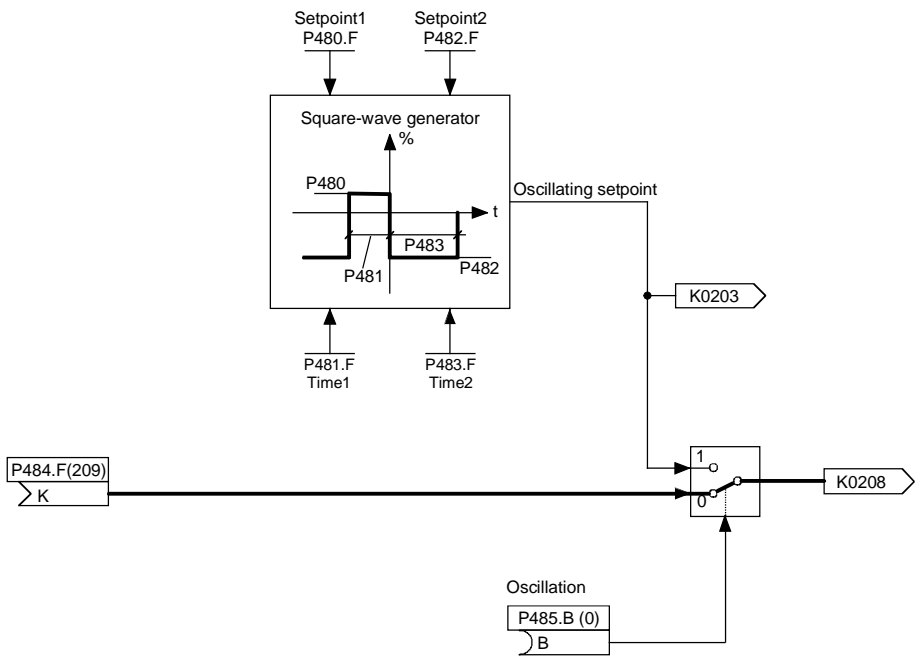 Setpoint1
P480.F
Setpoint2
P482.F
Square-wave generator
%
P480
t
P483
P481
P482
Oscillating setpoint
K0203
P481.F
Time1
P483.F
Time2
P484.F(209)
K
1
0
K0208
Oscillation
P485.B (0)
B